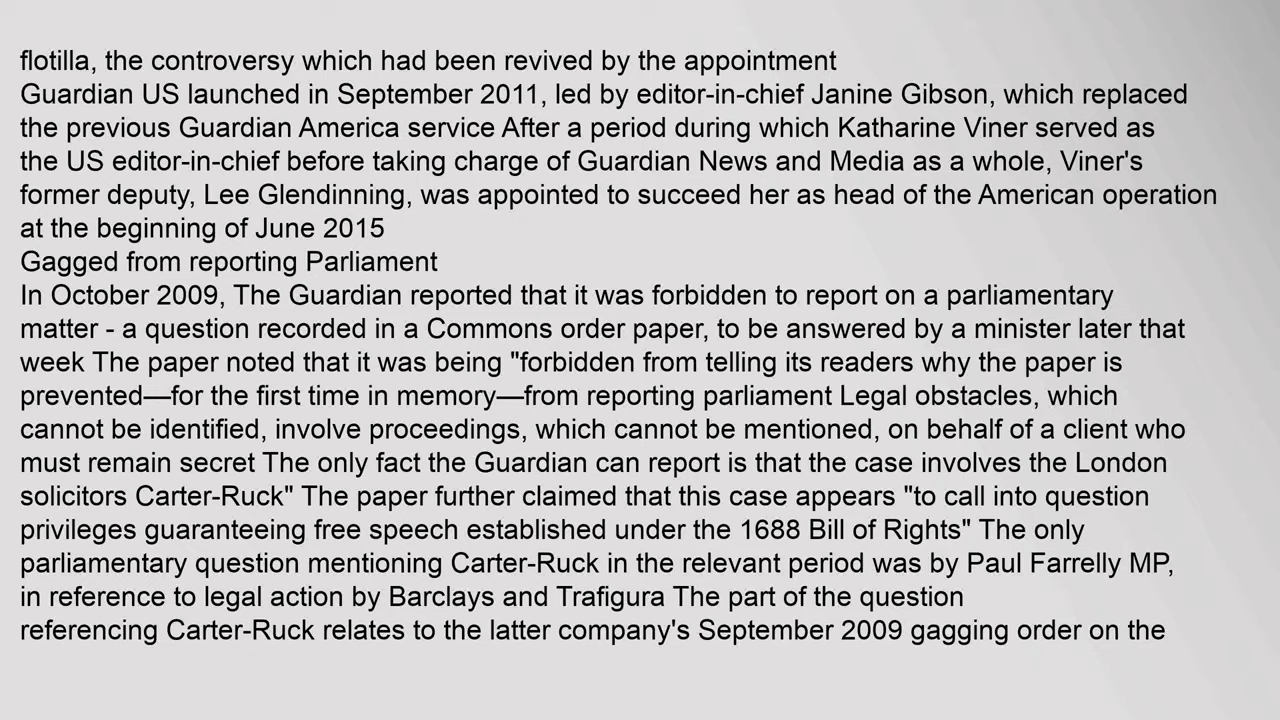 flotilla, the controversy which had been revived by the appointment
Guardian US launched in September 2011, led by editor-in-chief Janine Gibson, which replaced
the previous Guardian America service After a period during which Katharine Viner served as
the US editor-in-chief before taking charge of Guardian News and Media as a whole, Viner's
former deputy, Lee Glendinning, was appointed to succeed her as head of the American operation
at the beginning of June 2015
Gagged from reporting Parliament
In October 2009, The Guardian reported that it was forbidden to report on a parliamentary
matter - a question recorded in a Commons order paper, to be answered by a minister later that
week The paper noted that it was being "forbidden from telling its readers why the paper is
prevented—for the first time in memory—from reporting parliament Legal obstacles, which
cannot be identified, involve proceedings, which cannot be mentioned, on behalf of a client who
must remain secret The only fact the Guardian can report is that the case involves the London
solicitors Carter-Ruck" The paper further claimed that this case appears "to call into question
privileges guaranteeing free speech established under the 1688 Bill of Rights" The only
parliamentary question mentioning Carter-Ruck in the relevant period was by Paul Farrelly MP,
in reference to legal action by Barclays and Trafigura The part of the question
referencing Carter-Ruck relates to the latter company's September 2009 gagging order on the